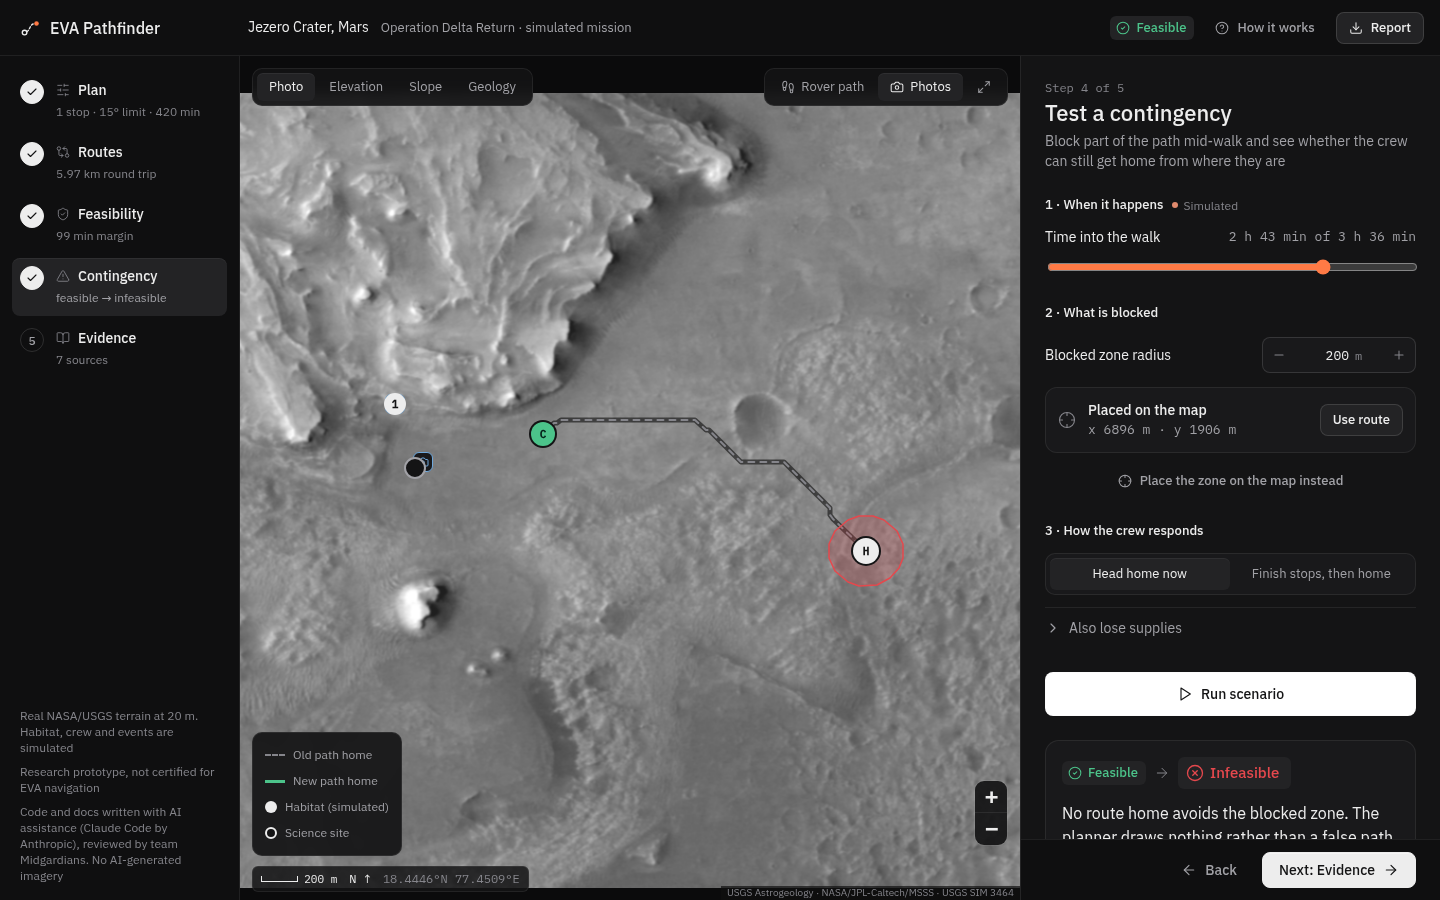 EVA Pathfinder
Jezero Crater, Mars Operation Delta Return · simulated mission
Feasible
How it works
Report
Plan
1 stop · 15° limit · 420 min
Routes
5.97 km round trip
Feasibility
99 min margin
Contingency
feasible → infeasible
5
Evidence
7 sources
Real NASA/USGS terrain at 20 m.
Habitat, crew and events are
simulated
Research prototype, not certified for
EVA navigation
Code and docs written with AI
assistance (Claude Code by
Anthropic), reviewed by team
Midgardians. No AI-generated
imagery
Photo Elevation Slope Geology
Rover path Photos
1
C
H
Old path home
New path home
Habitat (simulated)
Science site
200 m N ↑ 18.4446°N 77.4509°E
+
−
USGS Astrogeology · NASA/JPL-Caltech/MSSS · USGS SIM 3464
Step 4 of 5
Test a contingency
Block part of the path mid-walk and see whether the crew
can still get home from where they are
1 · When it happens Simulated
Time into the walk 2 h 43 min of 3 h 36 min
2 · What is blocked
Blocked zone radius − 200 m +
Placed on the map
x 6896 m · y 1906 m
Use route
Place the zone on the map instead
3 · How the crew responds
Head home now Finish stops, then home
Also lose supplies
Run scenario
Feasible → Infeasible
No route home avoids the blocked zone. The
planner draws nothing rather than a false path
← Back
Next: Evidence →